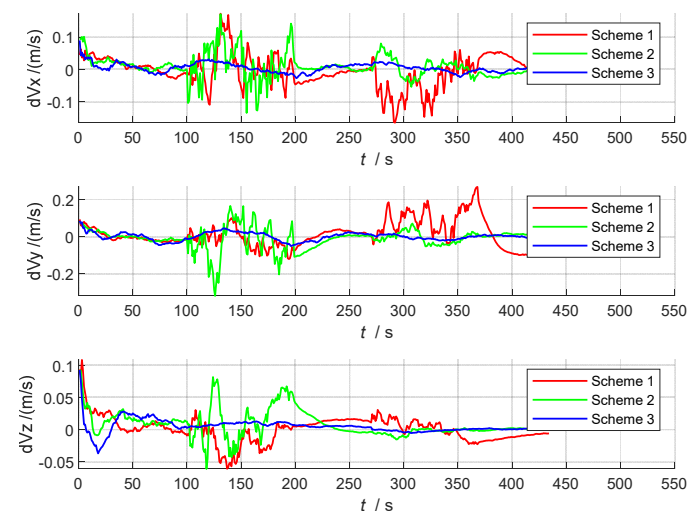 dVx /(m/s)
0.1
0
-0.1
0 50 100 150 200 250 300 350 400 450 500 550
t / s
Scheme 1
Scheme 2
Scheme 3
dVy /(m/s)
0.2
0
-0.2
0 50 100 150 200 250 300 350 400 450 500 550
t / s
Scheme 1
Scheme 2
Scheme 3
dVz /(m/s)
0.1
0.05
0
-0.05
0 50 100 150 200 250 300 350 400 450 500 550
t / s
Scheme 1
Scheme 2
Scheme 3